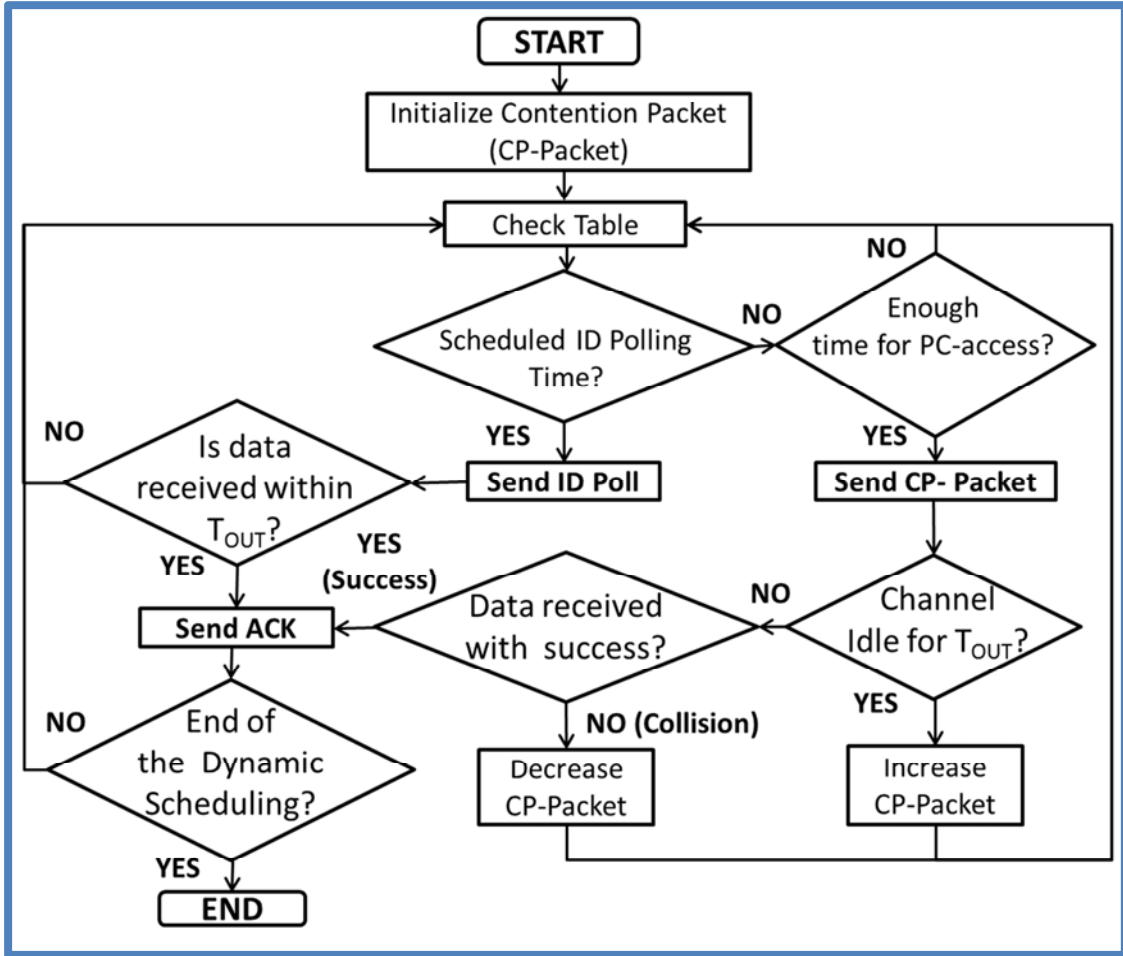 START
Initialize Contention Packet
(CP-Packet)
Check Table
NO
Enough
time for PC-access?
NO
Scheduled ID Polling
Time?
NO
Is data
received within
TOUT?
YES
YES
Send ID Poll
Send CP- Packet
YES
YES
(Success)
Send ACK
Data received
with success?
NO
Channel
Idle for TOUT?
YES
NO
End of
the Dynamic
Scheduling?
NO (Collision)
Decrease
CP-Packet
Increase
CP-Packet
YES
END